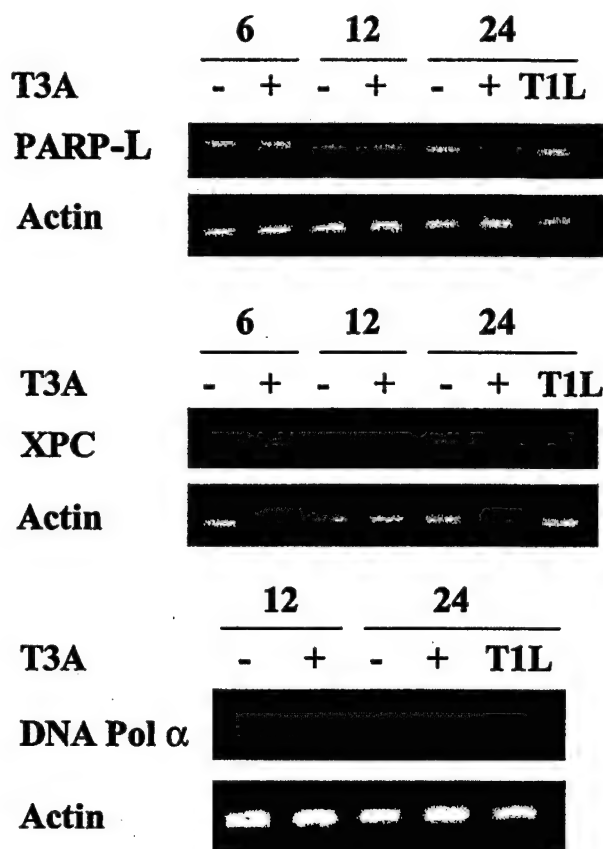 6 12 24
T3A - + - + - + T1L
PARP-L
Actin
6 12 24
T3A - + - + - + T1L
XPC
Actin
12 24
T3A - + - + T1L
DNA Pol α
Actin